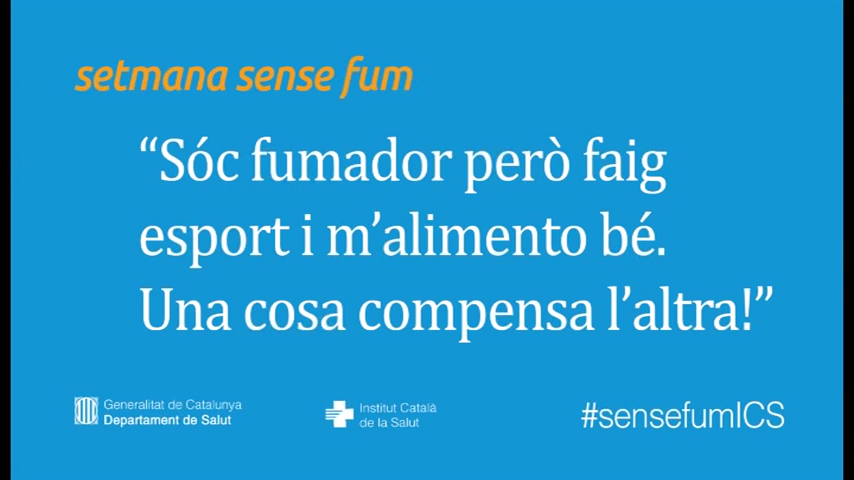 setmana sense fum
“Sóc fumador però faig
esport i m’alimento bé.
Una cosa compensa l’altra!”
Generalitat de Catalunya
Departament de Salut
Institut Català
de la Salut
#sensefumICS